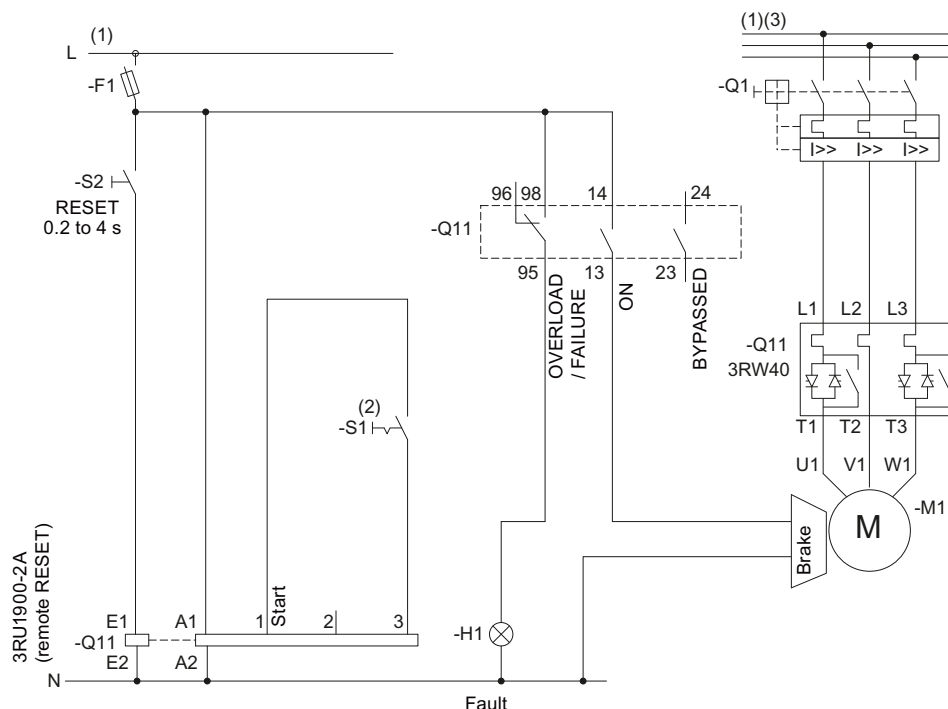 (1)
L
-F1
-S2
RESET
0.2 to 4 s
96 98 14 24
-Q11
95 13 23
OVERLOAD
/ FAILURE
ON
BYPASSED
(1)(3)
-Q1
I>> I>> I>>
L1 L2 L3
-Q11
3RW40
T1 T2 T3
U1 V1 W1
-M1
M
Brake
(2)
-S1
3RU1900-2A
(remote RESET)
E1 A1 1 Start 2 3
-Q11
E2 A2
-H1
N
Fault